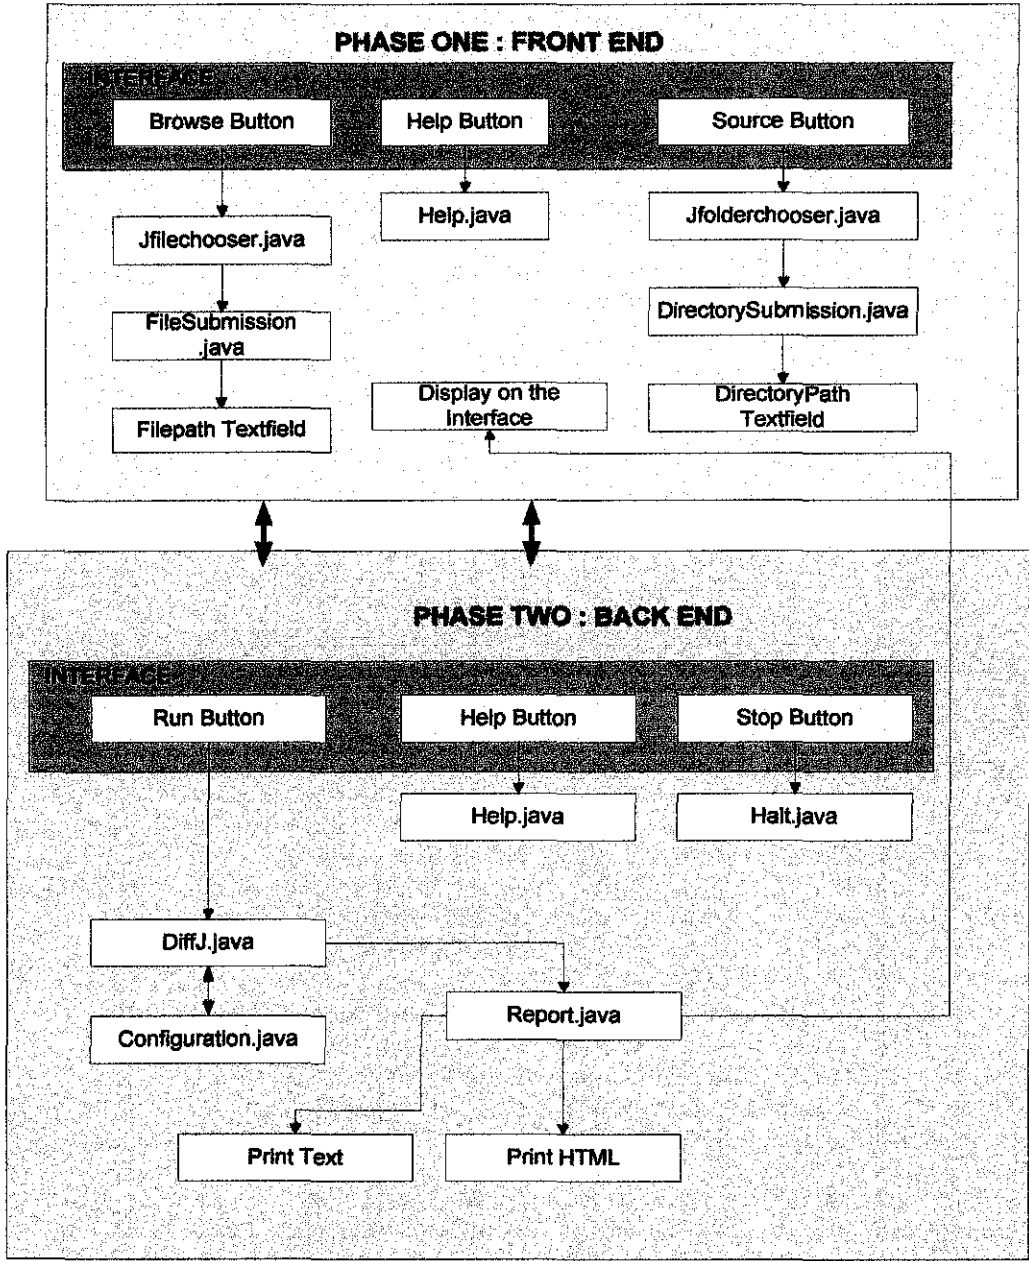 PHASE ONE : FRONT END
INTERFACE
Browse Button
Help Button
Source Button
Jfilechooser.java
Help.java
Jfolderchooser.java
FileSubmission
.java
DirectorySubmission.java
Filepath Textfield
Display on the
Interface
DirectoryPath
Textfield
PHASE TWO : BACK END
INTERFACE
Run Button
Help Button
Stop Button
Help.java
Halt.java
DiffJ.java
Report.java
Configuration.java
Print Text
Print HTML